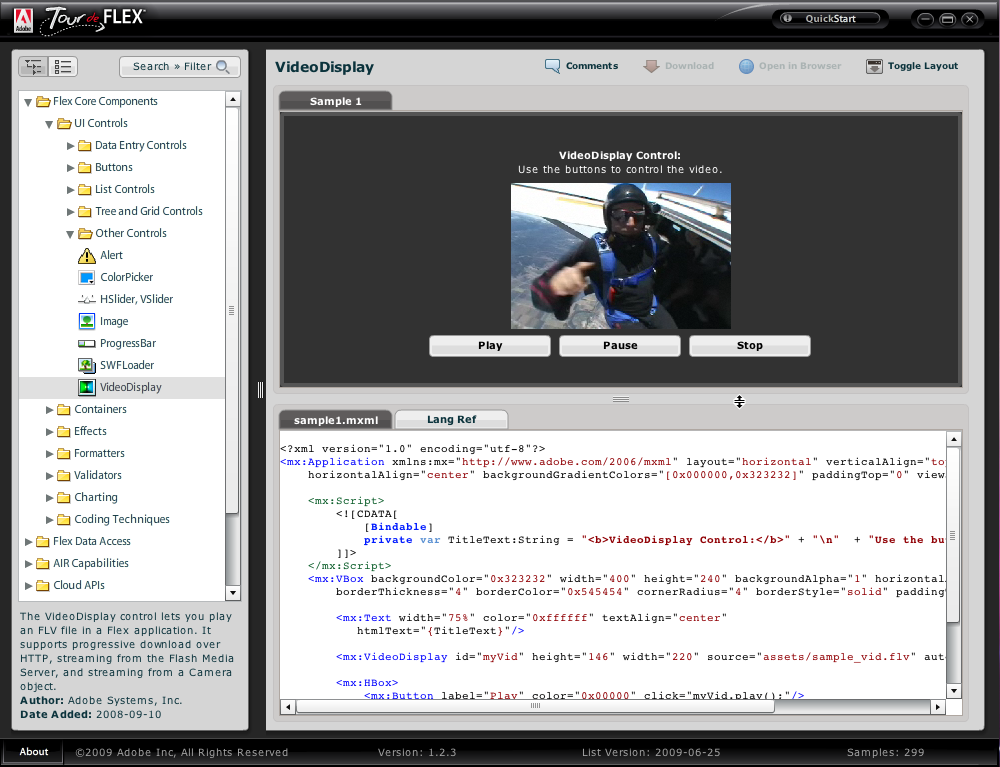 Adobe
Tour de FLEX
QuickStart
Search » Filter
Flex Core Components
UI Controls
Data Entry Controls
Buttons
List Controls
Tree and Grid Controls
Other Controls
Alert
ColorPicker
HSlider, VSlider
Image
ProgressBar
SWFLoader
VideoDisplay
Containers
Effects
Formatters
Validators
Charting
Coding Techniques
Flex Data Access
AIR Capabilities
Cloud APIs
The VideoDisplay control lets you play
an FLV file in a Flex application. It
supports progressive download over
HTTP, streaming from the Flash Media
Server, and streaming from a Camera
object.
Author: Adobe Systems, Inc.
Date Added: 2008-09-10
VideoDisplay
Comments
Download
Open in Browser
Toggle Layout
Sample 1
VideoDisplay Control:
Use the buttons to control the video.
Play Pause Stop
sample1.mxml
Lang Ref
<?xml version="1.0" encoding="utf-8"?>
<mx:Application xmlns:mx="http://www.adobe.com/2006/mxml" layout="horizontal" verticalAlign="to
horizontalAlign="center" backgroundGradientColors="[0x000000,0x323232]" paddingTop="0" view
<mx:Script>
<![CDATA[
[Bindable]
private var TitleText:String = "<b>VideoDisplay Control:</b>" + "\n" + "Use the bu
]]>
</mx:Script>
<mx:VBox backgroundColor="0x323232" width="400" height="240" backgroundAlpha="1" horizontal
borderThickness="4" borderColor="0x545454" cornerRadius="4" borderStyle="solid" padding
<mx:Text width="75%" color="0xffffff" textAlign="center"
htmlText="{TitleText}"/>
<mx:VideoDisplay id="myVid" height="146" width="220" source="assets/sample_vid.flv" aut
<mx:HBox>
<mx:Button label="Play" color="0x00000" click="myVid.play();"/>
About
©2009 Adobe Inc, All Rights Reserved
Version: 1.2.3
List Version: 2009-06-25
Samples: 299